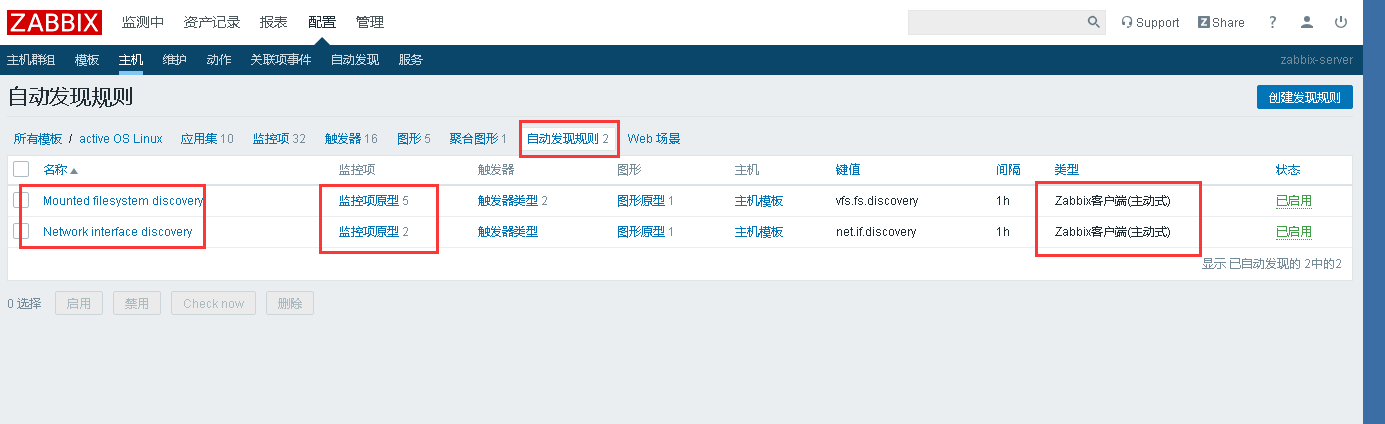 ZABBIX 监测中 资产记录 报表 配置 管理 Support Z Share ?
主机群组 模板 主机 维护 动作 关联项事件 自动发现 服务 zabbix-server
自动发现规则 创建发现规则
所有模板 / active OS Linux 应用集 10 监控项 32 触发器 16 图形 5 聚合图形 1 自动发现规则 2 Web 场景
名称 监控项 触发器 图形 主机 键值 间隔 类型 状态
Mounted filesystem discovery 监控项原型 5 触发器类型 2 图形原型 1 主机模板 vfs.fs.discovery 1h Zabbix客户端(主动式) 已启用
Network interface discovery 监控项原型 2 触发器类型 图形原型 1 主机模板 net.if.discovery 1h Zabbix客户端(主动式) 已启用
显示 已自动发现的 2中的2
0 选择 启用 禁用 Check now 删除